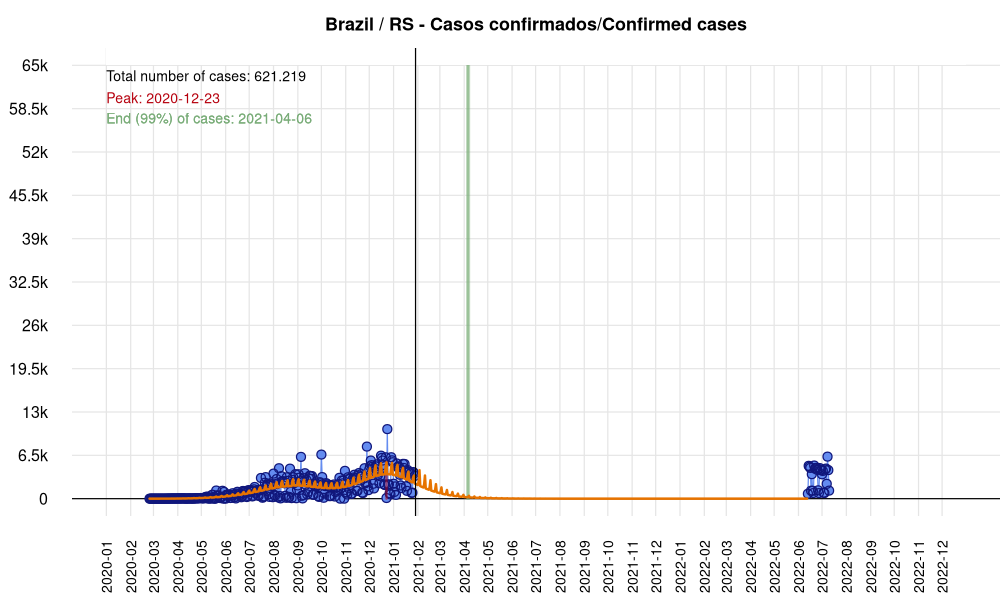 Brazil / RS - Casos confirmados/Confirmed cases
65k
Total number of cases: 621.219
Peak: 2020-12-23
End (99%) of cases: 2021-04-06
58.5k
52k
45.5k
39k
32.5k
26k
19.5k
13k
6.5k
0
2020-01
2020-02
2020-03
2020-04
2020-05
2020-06
2020-07
2020-08
2020-09
2020-10
2020-11
2020-12
2021-01
2021-02
2021-03
2021-04
2021-05
2021-06
2021-07
2021-08
2021-09
2021-10
2021-11
2021-12
2022-01
2022-02
2022-03
2022-04
2022-05
2022-06
2022-07
2022-08
2022-09
2022-10
2022-11
2022-12